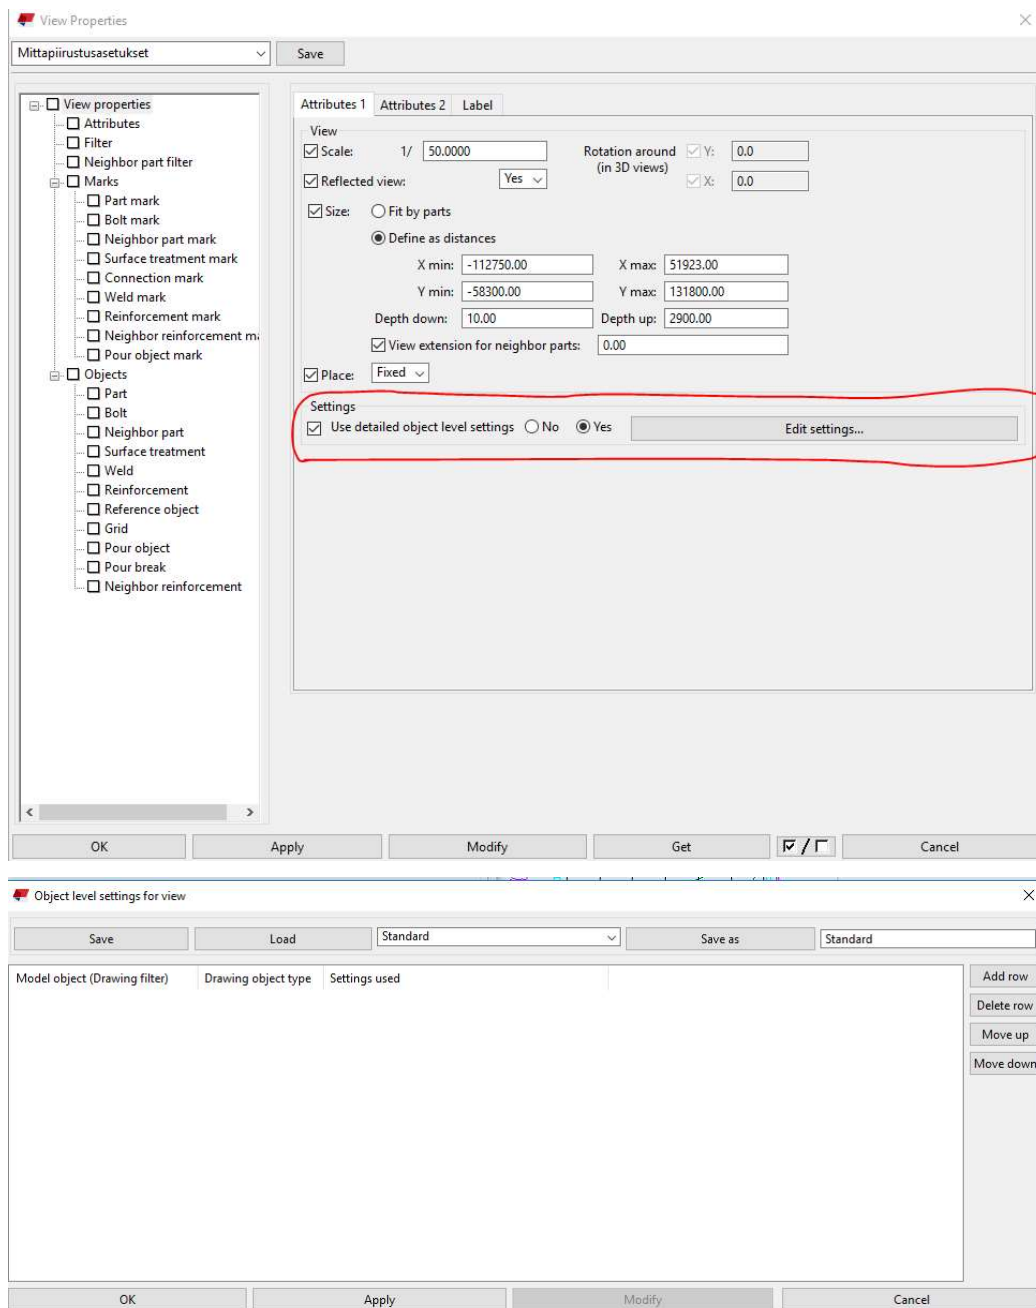 View Properties
Mittapiirustusasetukset Save
View properties
Attributes
Filter
Neighbor part filter
Marks
Part mark
Bolt mark
Neighbor part mark
Surface treatment mark
Connection mark
Weld mark
Reinforcement mark
Neighbor reinforcement ma
Pour object mark
Objects
Part
Bolt
Neighbor part
Surface treatment
Weld
Reinforcement
Reference object
Grid
Pour object
Pour break
Neighbor reinforcement
Attributes 1 Attributes 2 Label
View
Scale: 1/ 50.0000 Rotation around Y: 0.0
(in 3D views)
Reflected view: Yes X: 0.0
Size: Fit by parts
Define as distances
X min: -112750.00 X max: 51923.00
Y min: -58300.00 Y max: 131800.00
Depth down: 10.00 Depth up: 2900.00
View extension for neighbor parts: 0.00
Place: Fixed
Settings
Use detailed object level settings No Yes Edit settings...
OK Apply Modify Get / Cancel
Object level settings for view
Save Load Standard Save as Standard
Model object (Drawing filter) Drawing object type Settings used
Add row
Delete row
Move up
Move down
OK Apply Modify Cancel